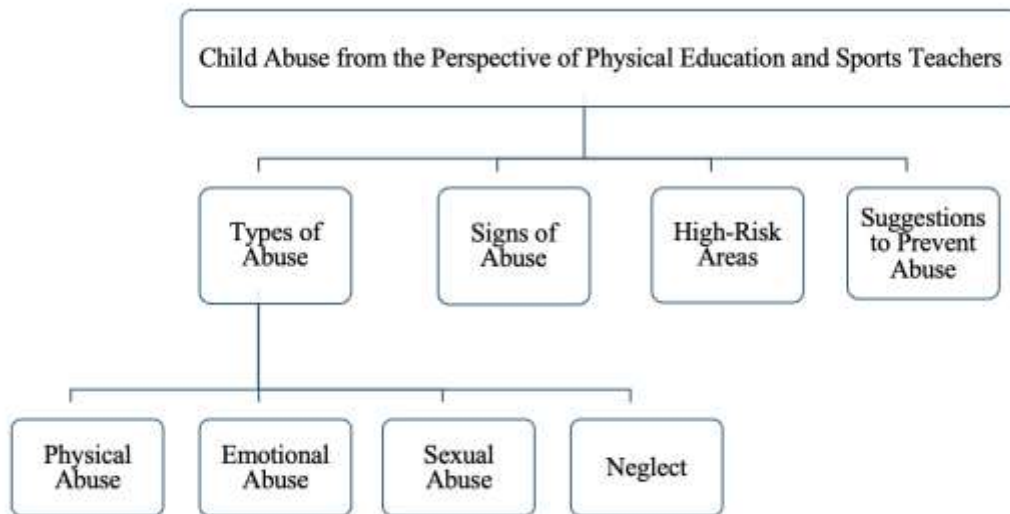 Child Abuse from the Perspective of Physical Education and Sports Teachers
Types of
Abuse
Signs of
Abuse
High-Risk
Areas
Suggestions
to Prevent
Abuse
Physical
Abuse
Emotional
Abuse
Sexual
Abuse
Neglect